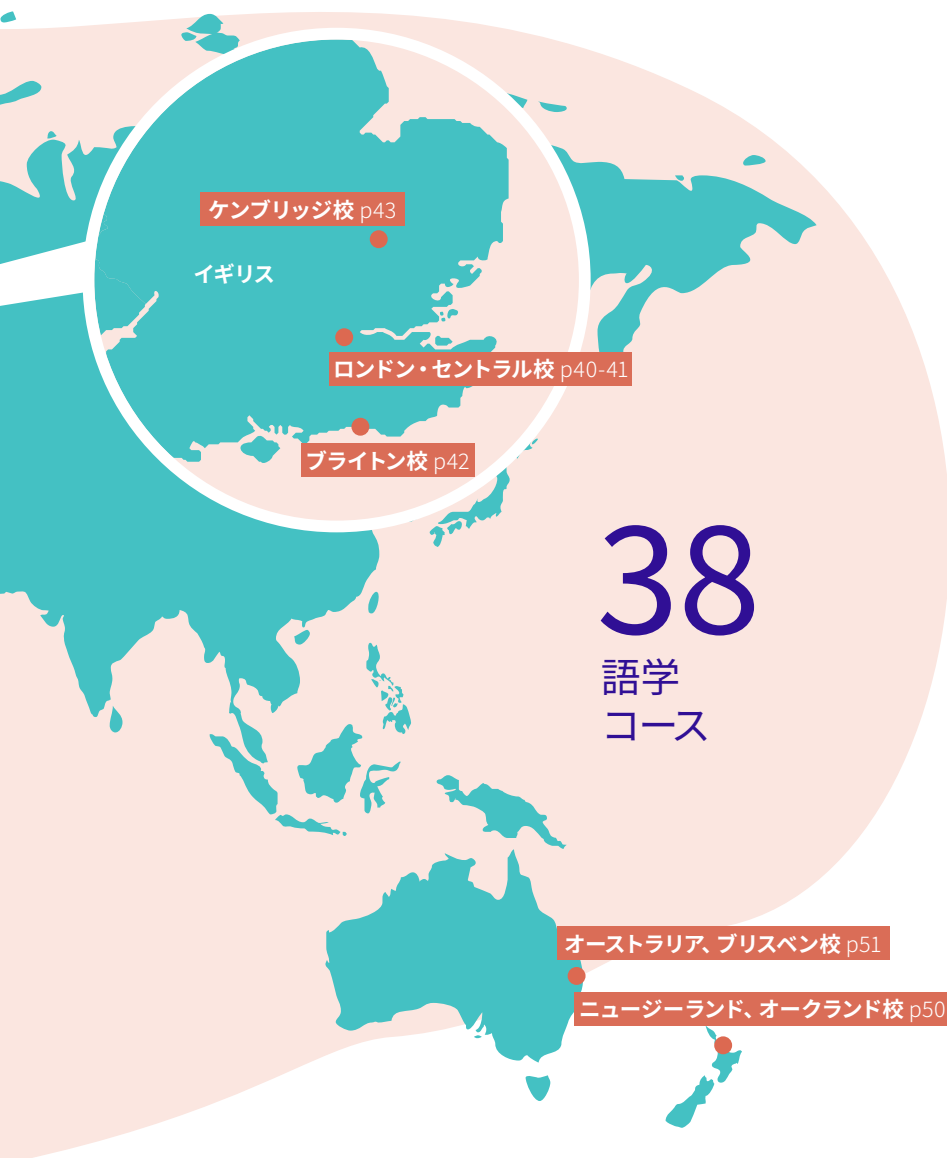 ケンブリッジ校 p43
イギリス
ロンドン・セントラル校 p40-41
ブライトン校 p42
38
語学
コース
オーストラリア、ブリスベン校 p51
ニュージーランド、オークランド校 p50